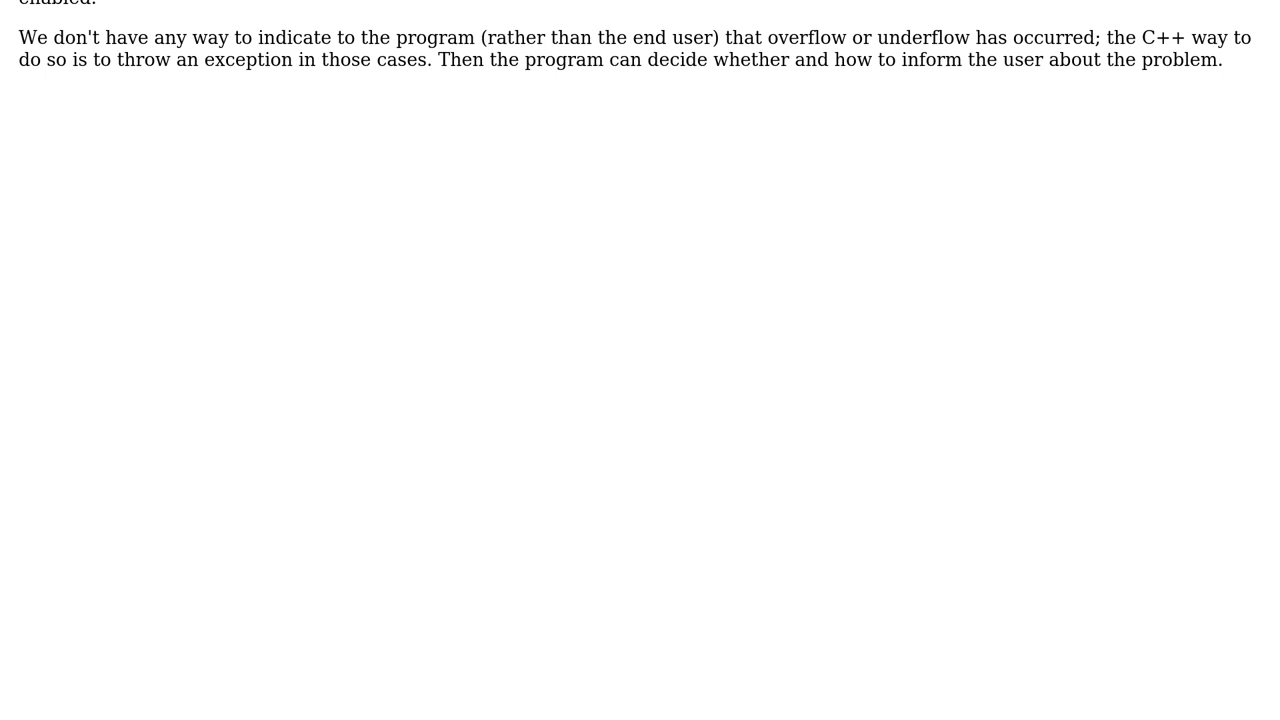 enabled.
We don't have any way to indicate to the program (rather than the end user) that overflow or underflow has occurred; the C++ way to
do so is to throw an exception in those cases. Then the program can decide whether and how to inform the user about the problem.